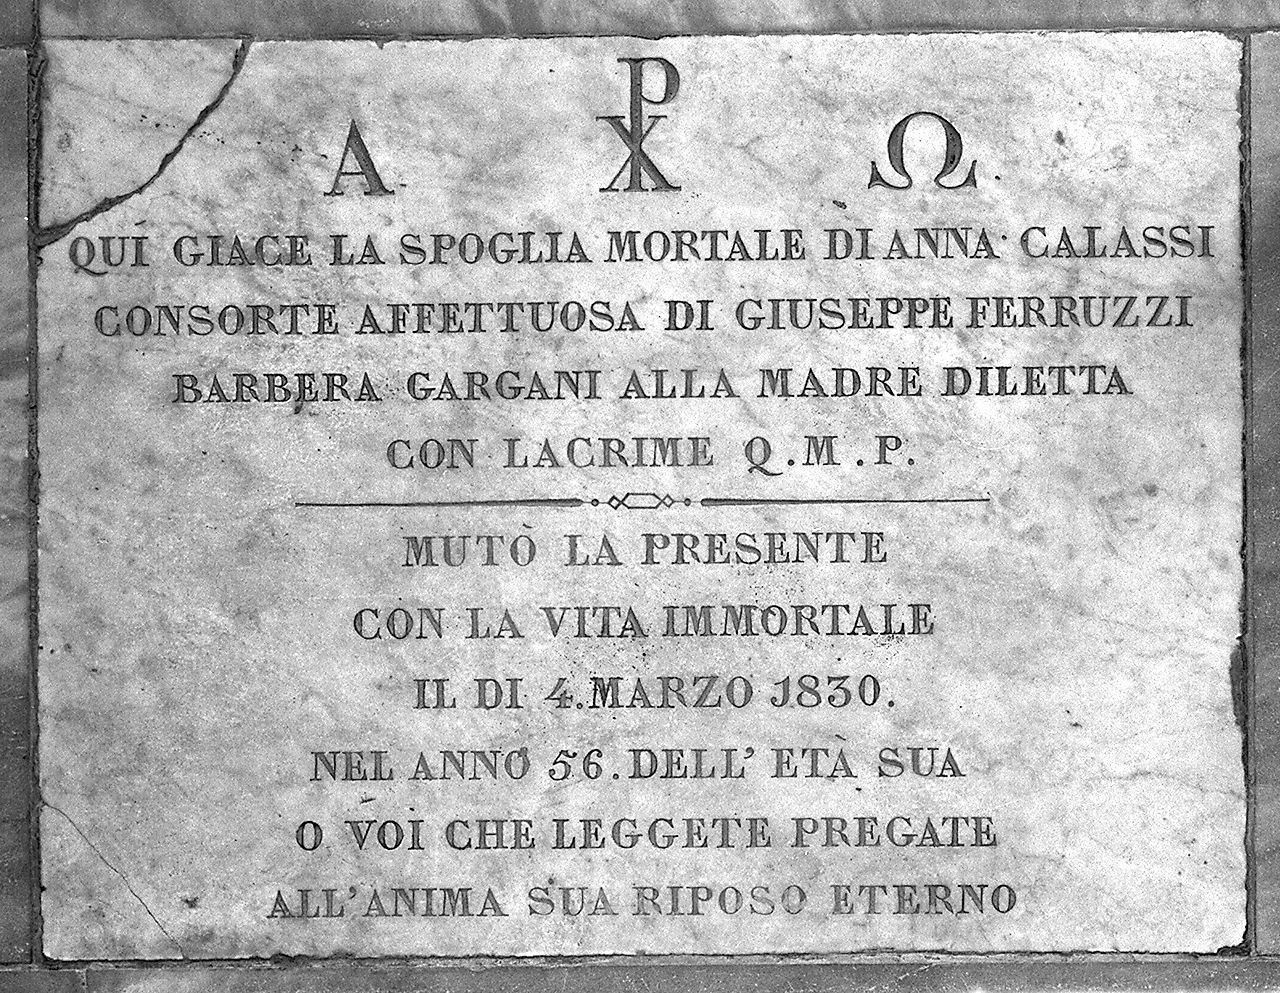 Α ☧ Ω
QUI GIACE LA SPOGLIA MORTALE DI ANNA CALASSI
CONSORTE AFFETTUOSA DI GIUSEPPE FERRUZZI
BARBERA GARGANI ALLA MADRE DILETTA
CON LACRIME Q.M.P.
MUTÒ LA PRESENTE
CON LA VITA IMMORTALE
IL DI 4.MARZO 1830.
NEL ANNO 56.DELL' ETÀ SUA
O VOI CHE LEGGETE PREGATE
ALL'ANIMA SUA RIPOSO ETERNO